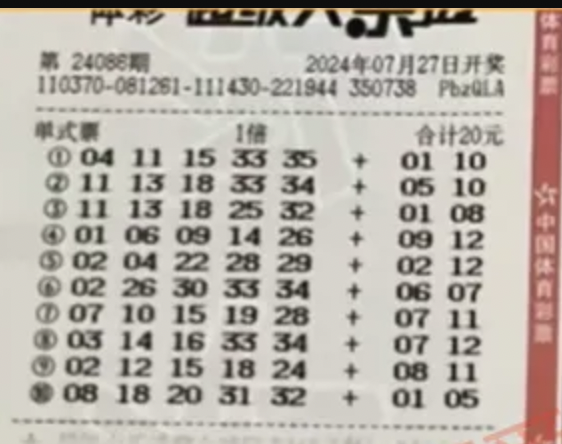 体彩 超级大乐透
第 24086期 2024年07月27日开奖
110370-081261-111430-221944 350738 PbzQLA
单式票 1倍 合计20元
① 04 11 15 33 35 + 01 10
② 11 13 18 33 34 + 05 10
③ 11 13 18 25 32 + 01 08
④ 01 06 09 14 26 + 09 12
⑤ 02 04 22 28 29 + 02 12
⑥ 02 26 30 33 34 + 06 07
⑦ 07 10 15 19 28 + 07 11
⑧ 03 14 16 33 34 + 07 12
⑨ 02 12 15 18 24 + 08 11
⑩ 08 18 20 31 32 + 01 05
体育彩票
中国体育彩票